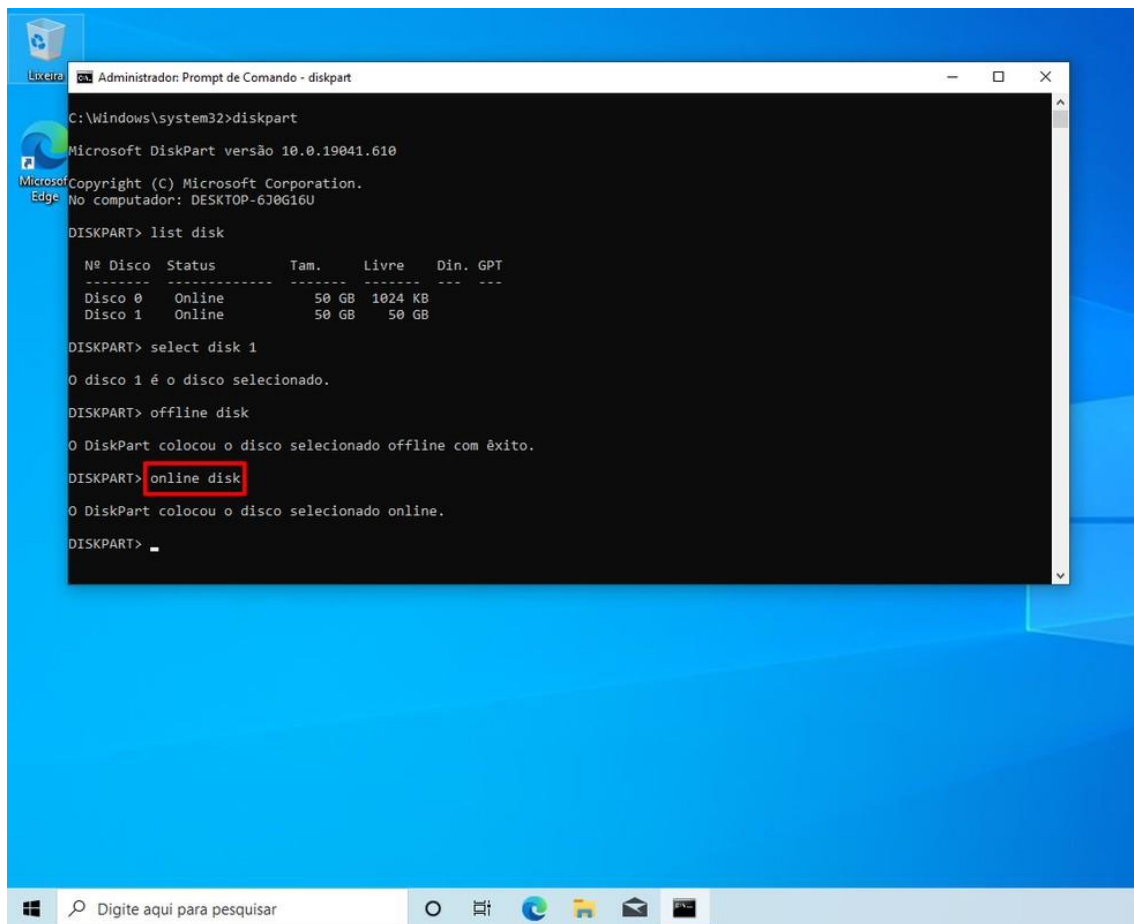 Lixeira
Administrador: Prompt de Comando - diskpart
C:\Windows\system32>diskpart
Microsoft DiskPart versão 10.0.19041.610
Microsof
Edge
Copyright (C) Microsoft Corporation.
No computador: DESKTOP-6J0G16U
DISKPART> list disk
Nº Disco  Status         Tam.     Livre    Din.  GPT
--------  -------------  -------  -------  ---  ---
Disco 0    Online           50 GB  1024 KB
Disco 1    Online           50 GB    50 GB
DISKPART> select disk 1
O disco 1 é o disco selecionado.
DISKPART> offline disk
O DiskPart colocou o disco selecionado offline com êxito.
DISKPART> online disk
O DiskPart colocou o disco selecionado online.
DISKPART>
Digite aqui para pesquisar